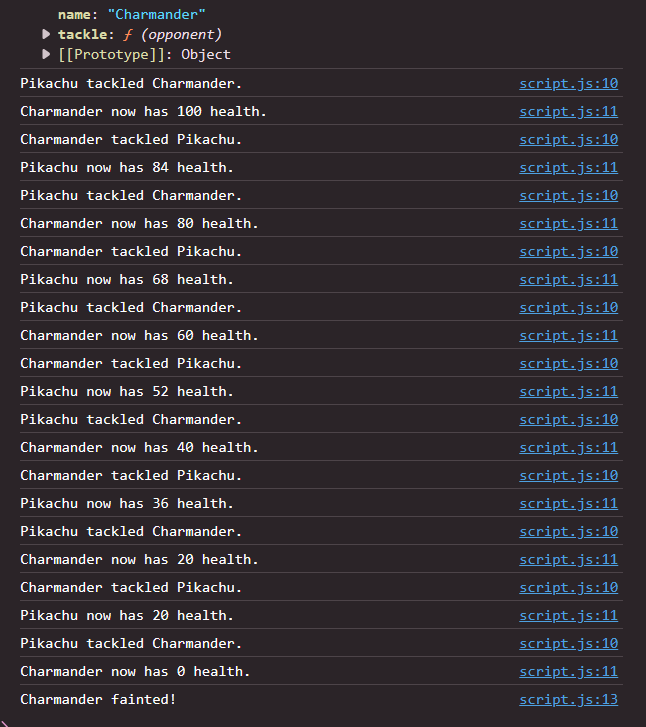 name: "Charmander"
▶ tackle: ƒ (opponent)
▶ [[Prototype]]: Object
Pikachu tackled Charmander. script.js:10
Charmander now has 100 health. script.js:11
Charmander tackled Pikachu. script.js:10
Pikachu now has 84 health. script.js:11
Pikachu tackled Charmander. script.js:10
Charmander now has 80 health. script.js:11
Charmander tackled Pikachu. script.js:10
Pikachu now has 68 health. script.js:11
Pikachu tackled Charmander. script.js:10
Charmander now has 60 health. script.js:11
Charmander tackled Pikachu. script.js:10
Pikachu now has 52 health. script.js:11
Pikachu tackled Charmander. script.js:10
Charmander now has 40 health. script.js:11
Charmander tackled Pikachu. script.js:10
Pikachu now has 36 health. script.js:11
Pikachu tackled Charmander. script.js:10
Charmander now has 20 health. script.js:11
Charmander tackled Pikachu. script.js:10
Pikachu now has 20 health. script.js:11
Pikachu tackled Charmander. script.js:10
Charmander now has 0 health. script.js:11
Charmander fainted! script.js:13